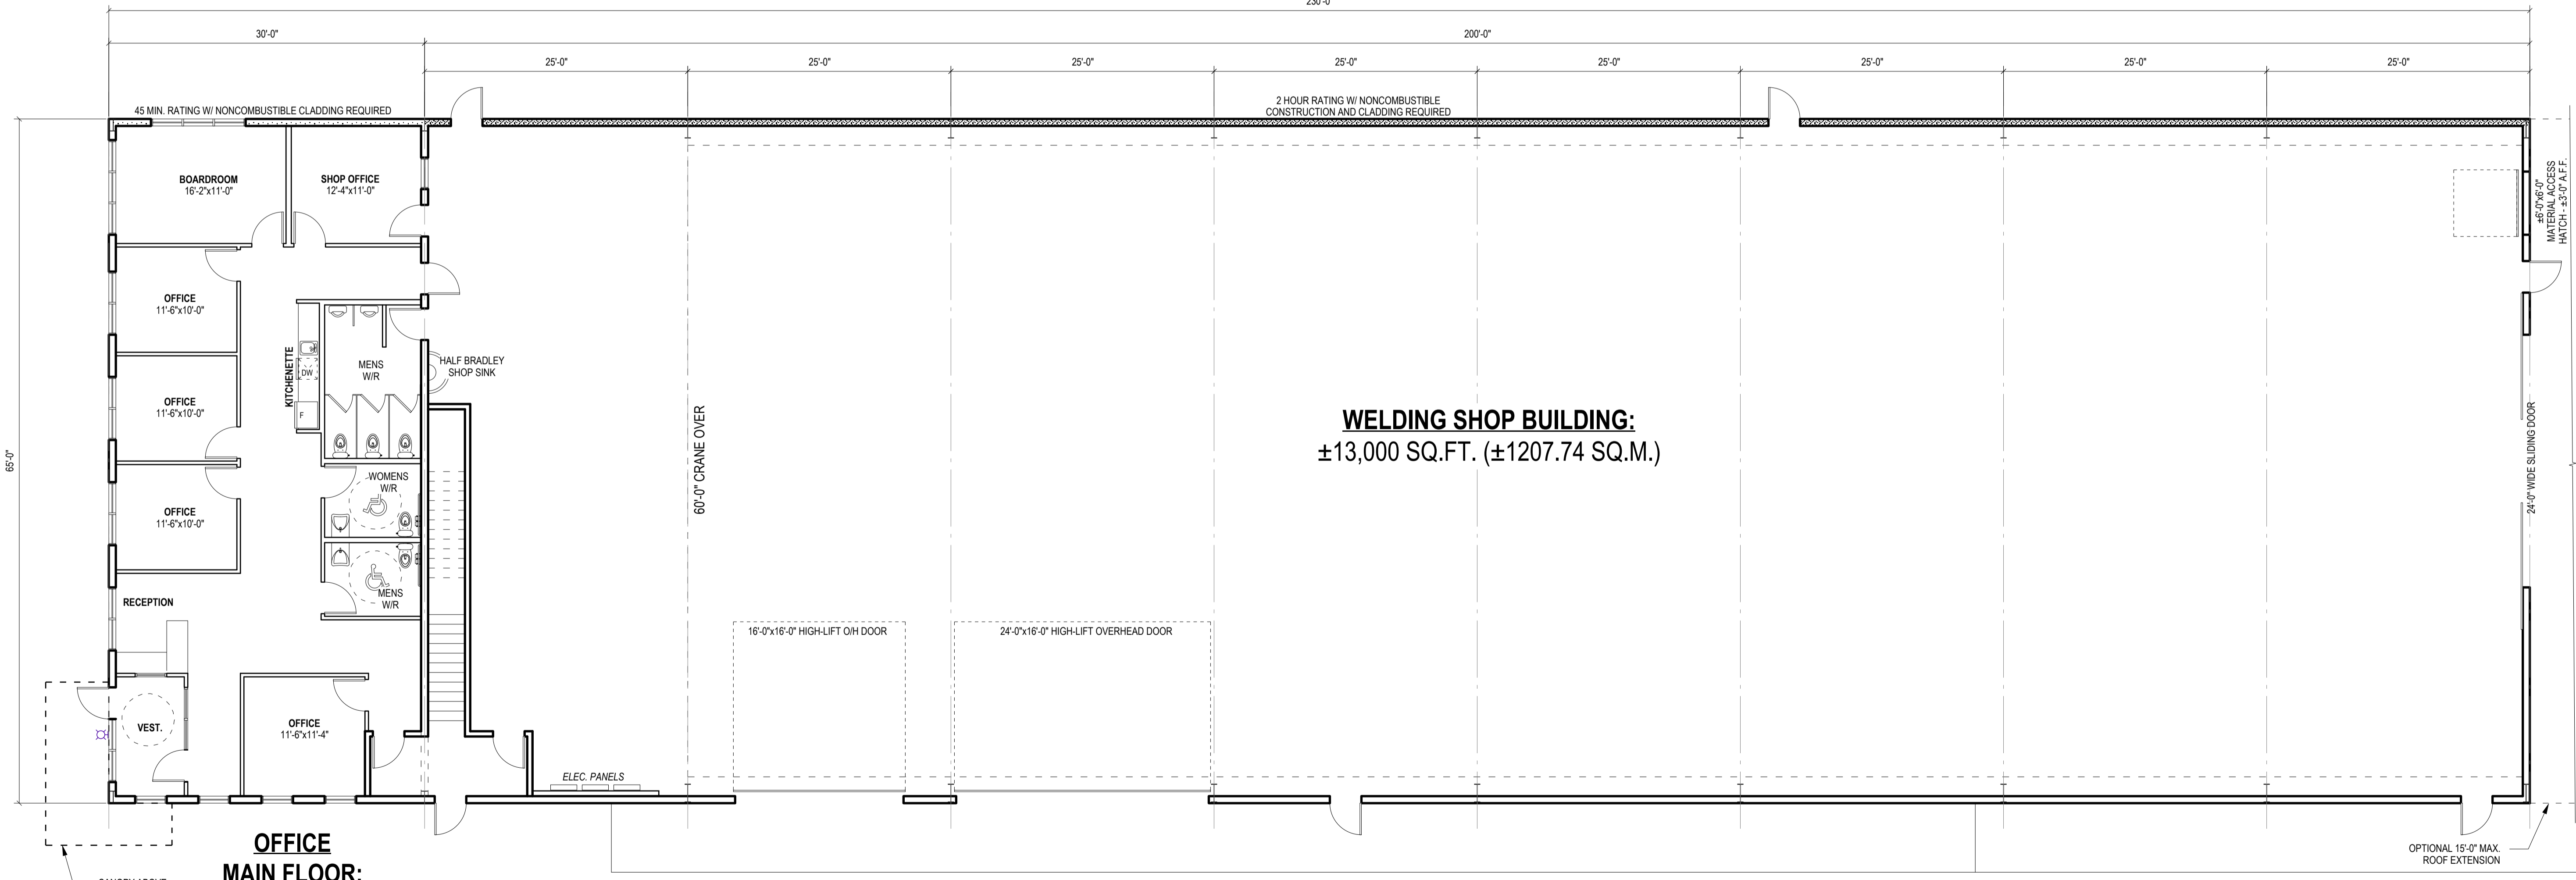 230'-0"
30'-0"
200'-0"
25'-0"
25'-0"
25'-0"
25'-0"
25'-0"
25'-0"
25'-0"
25'-0"
45 MIN. RATING W/ NONCOMBUSTIBLE CLADDING REQUIRED
2 HOUR RATING W/ NONCOMBUSTIBLE
CONSTRUCTION AND CLADDING REQUIRED
65'-0"
BOARDROOM
16'-2"x11'-0"
SHOP OFFICE
12'-4"x11'-0"
±6'-0"x6'-0"
MATERIAL ACCESS
HATCH - ±3'-0" A.F.F.
OFFICE
11'-6"x10'-0"
KITCHENETTE
DW
F
MENS
W/R
HALF BRADLEY
SHOP SINK
OFFICE
11'-6"x10'-0"
60'-0" CRANE OVER
WELDING SHOP BUILDING:
±13,000 SQ.FT. (±1207.74 SQ.M.)
24'-0" WIDE SLIDING DOOR
WOMENS
W/R
OFFICE
11'-6"x10'-0"
MENS
W/R
RECEPTION
16'-0"x16'-0" HIGH-LIFT O/H DOOR
24'-0"x16'-0" HIGH-LIFT OVERHEAD DOOR
VEST.
OFFICE
11'-6"x11'-4"
ELEC. PANELS
OFFICE
MAIN FLOOR:
OPTIONAL 15'-0" MAX.
ROOF EXTENSION
CANOPY ABOVE